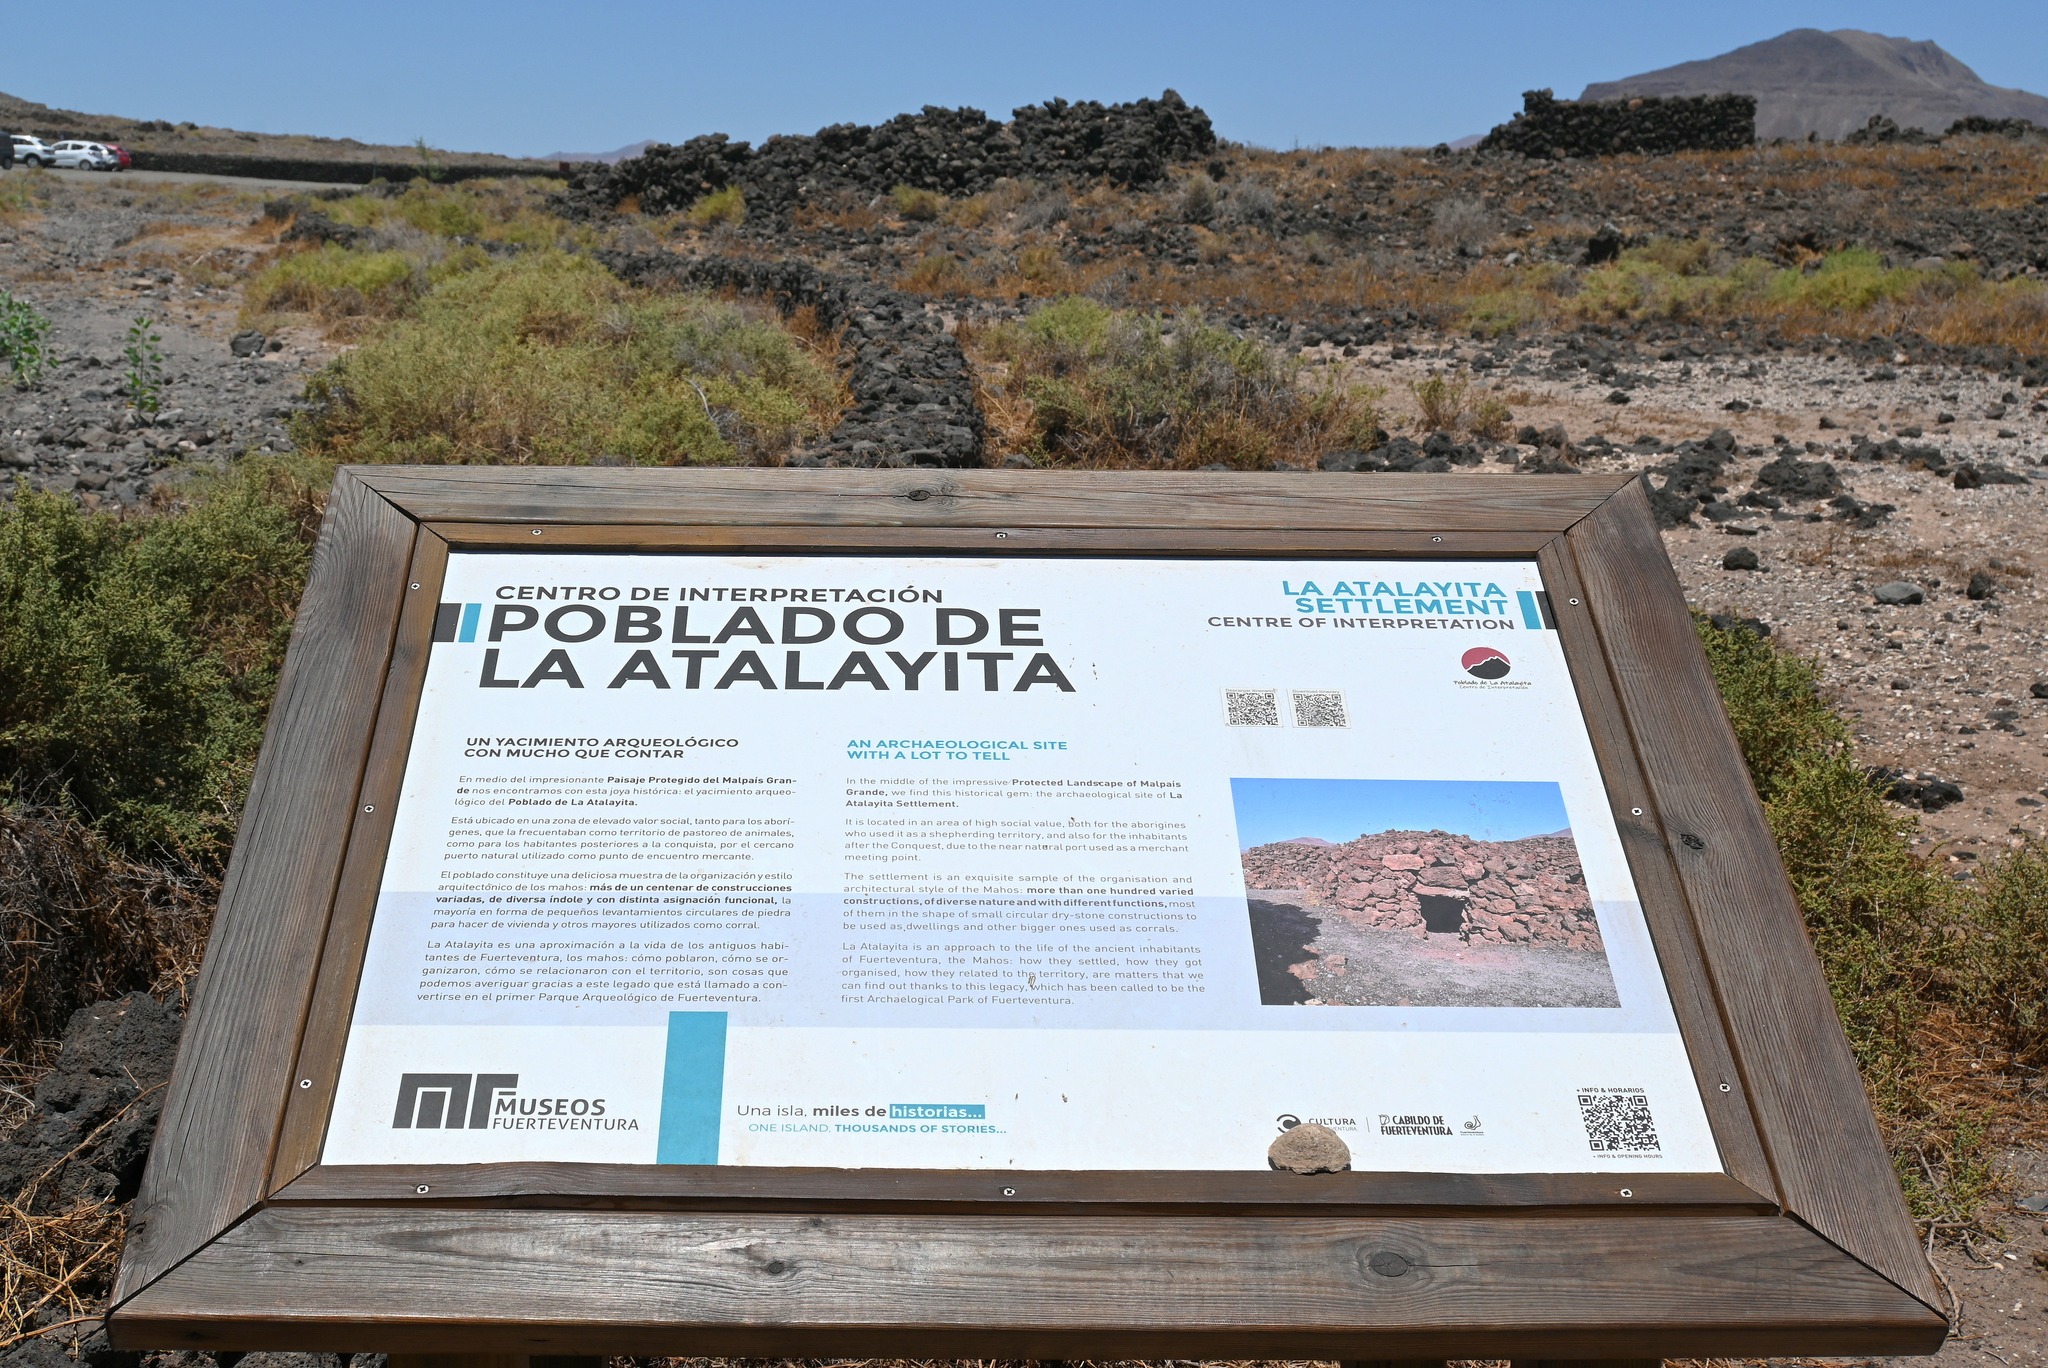 CENTRO DE INTERPRETACIÓN
POBLADO DE
LA ATALAYITA
LA ATALAYITA
SETTLEMENT
CENTRE OF INTERPRETATION
Poblado de La Atalayita
Centro de Interpretación
UN YACIMIENTO ARQUEOLÓGICO
CON MUCHO QUE CONTAR
En medio del impresionante Paisaje Protegido del Malpaís Gran-
de nos encontramos con esta joya histórica: el yacimiento arqueo-
lógico del Poblado de La Atalayita.
Está ubicado en una zona de elevado valor social, tanto para los aborí-
genes, que la frecuentaban como territorio de pastoreo de animales,
como para los habitantes posteriores a la conquista, por el cercano
puerto natural utilizado como punto de encuentro mercante.
El poblado constituye una deliciosa muestra de la organización y estilo
arquitectónico de los mahos: más de un centenar de construcciones
variadas, de diversa índole y con distinta asignación funcional, la
mayoría en forma de pequeños levantamientos circulares de piedra
para hacer de vivienda y otros mayores utilizados como corral.
La Atalayita es una aproximación a la vida de los antiguos habi-
tantes de Fuerteventura, los mahos: cómo poblaron, cómo se or-
ganizaron, cómo se relacionaron con el territorio, son cosas que
podemos averiguar gracias a este legado que está llamado a con-
vertirse en el primer Parque Arqueológico de Fuerteventura.
AN ARCHAEOLOGICAL SITE
WITH A LOT TO TELL
In the middle of the impressive Protected Landscape of Malpaís
Grande, we find this historical gem: the archaeological site of La
Atalayita Settlement.
It is located in an area of high social value, both for the aborigines
who used it as a shepherding territory, and also for the inhabitants
after the Conquest, due to the near natural port used as a merchant
meeting point.
The settlement is an exquisite sample of the organisation and
architectural style of the Mahos: more than one hundred varied
constructions, of diverse nature and with different functions, most
of them in the shape of small circular dry-stone constructions to
be used as dwellings and other bigger ones used as corrals.
La Atalayita is an approach to the life of the ancient inhabitants
of Fuerteventura, the Mahos: how they settled, how they got
organised, how they related to the territory, are matters that we
can find out thanks to this legacy, which has been called to be the
first Archaelogical Park of Fuerteventura.
MUSEOS
FUERTEVENTURA
Una isla, miles de historias...
ONE ISLAND, THOUSANDS OF STORIES...
CULTURA
CABILDO DE
FUERTEVENTURA
+ INFO & HORARIOS
+ INFO & OPENING HOURS